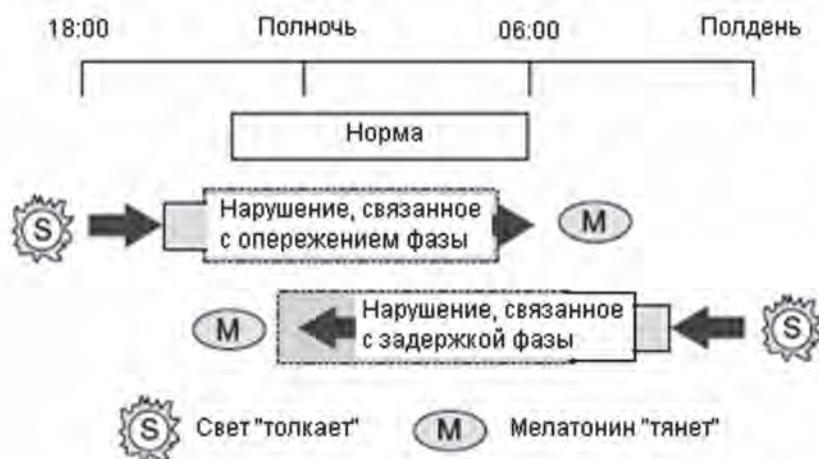 18:00 Полночь 06:00 Полдень
Норма
S Нарушение, связанное M
с опережением фазы
M Нарушение, связанное S
с задержкой фазы
S Свет "толкает" M Мелатонин "тянет"